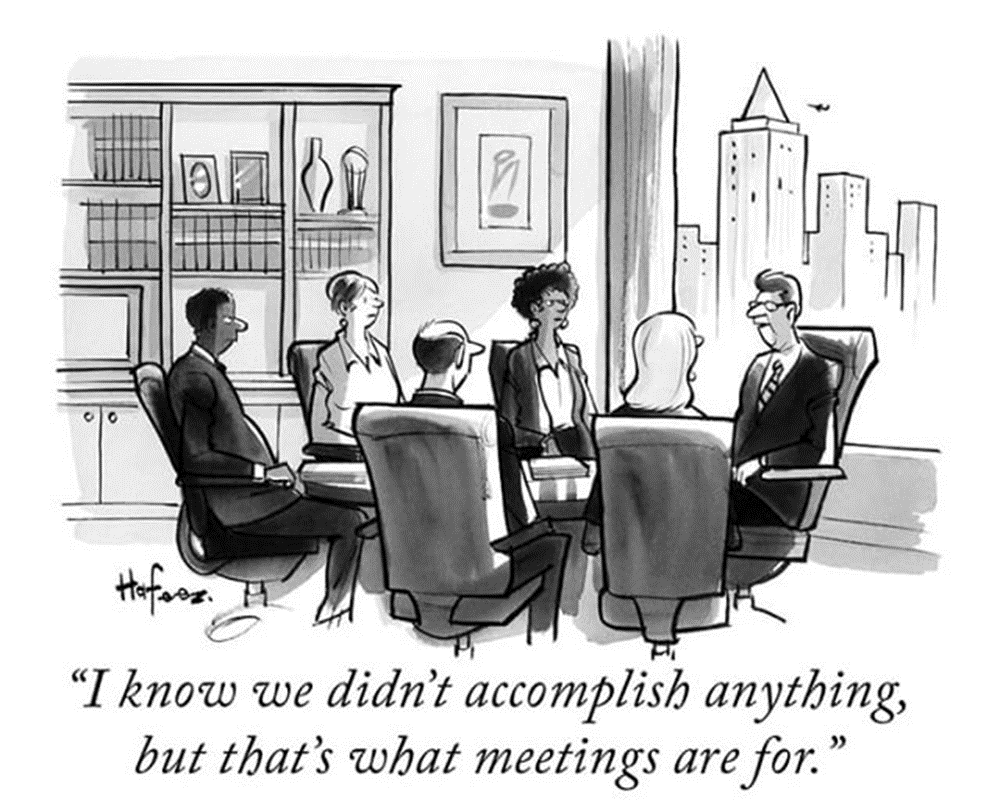 Hafeez.
“I know we didn’t accomplish anything,
but that’s what meetings are for.”